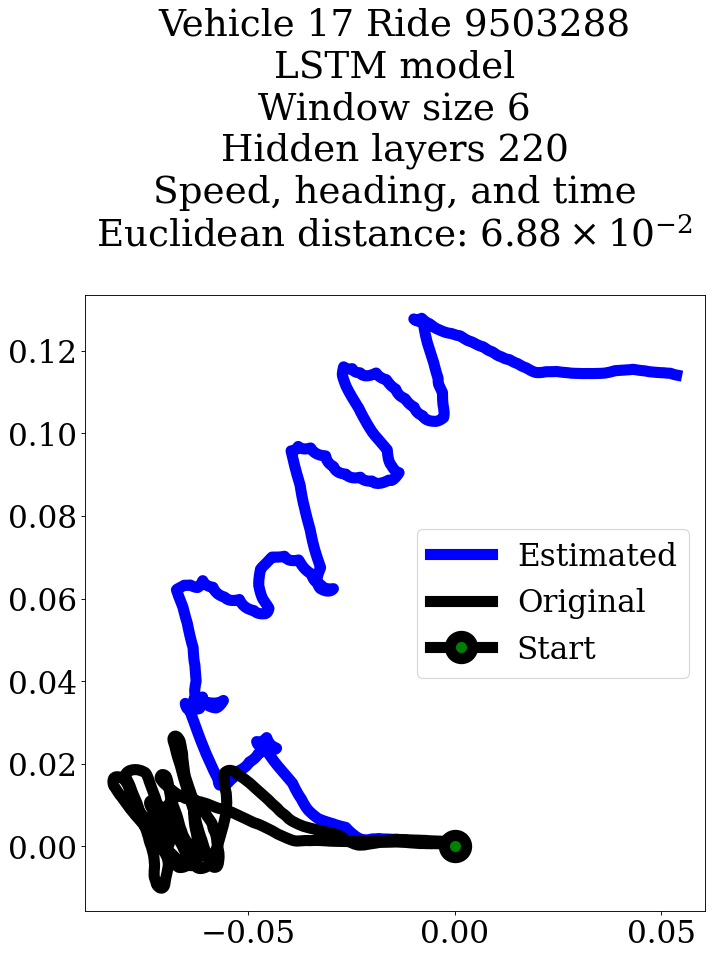 Vehicle 17 Ride 9503288
LSTM model
Window size 6
Hidden layers 220
Speed, heading, and time
Euclidean distance: 6.88 × 10⁻²
0.12
0.10
0.08
0.06
0.04
0.02
0.00
Estimated
Original
Start
−0.05
0.00
0.05